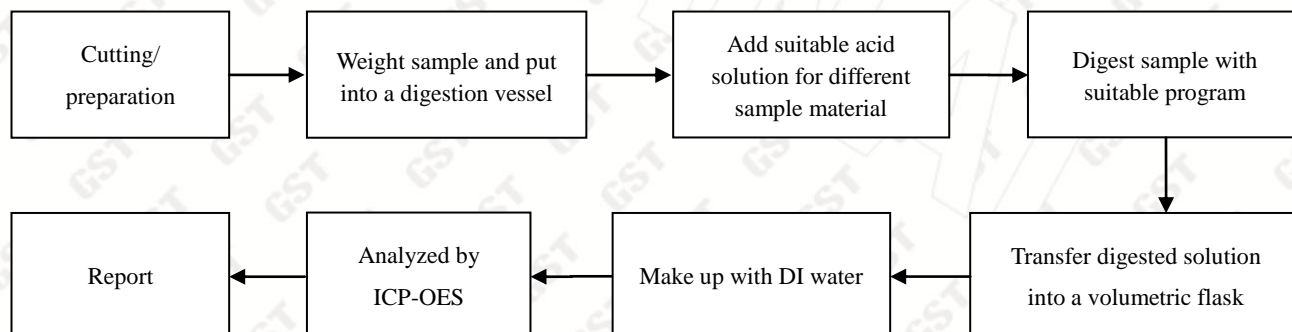 Cutting/
preparation
Weight sample and put
into a digestion vessel
Add suitable acid
solution for different
sample material
Digest sample with
suitable program
Transfer digested solution
into a volumetric flask
Make up with DI water
Analyzed by
ICP-OES
Report
GST